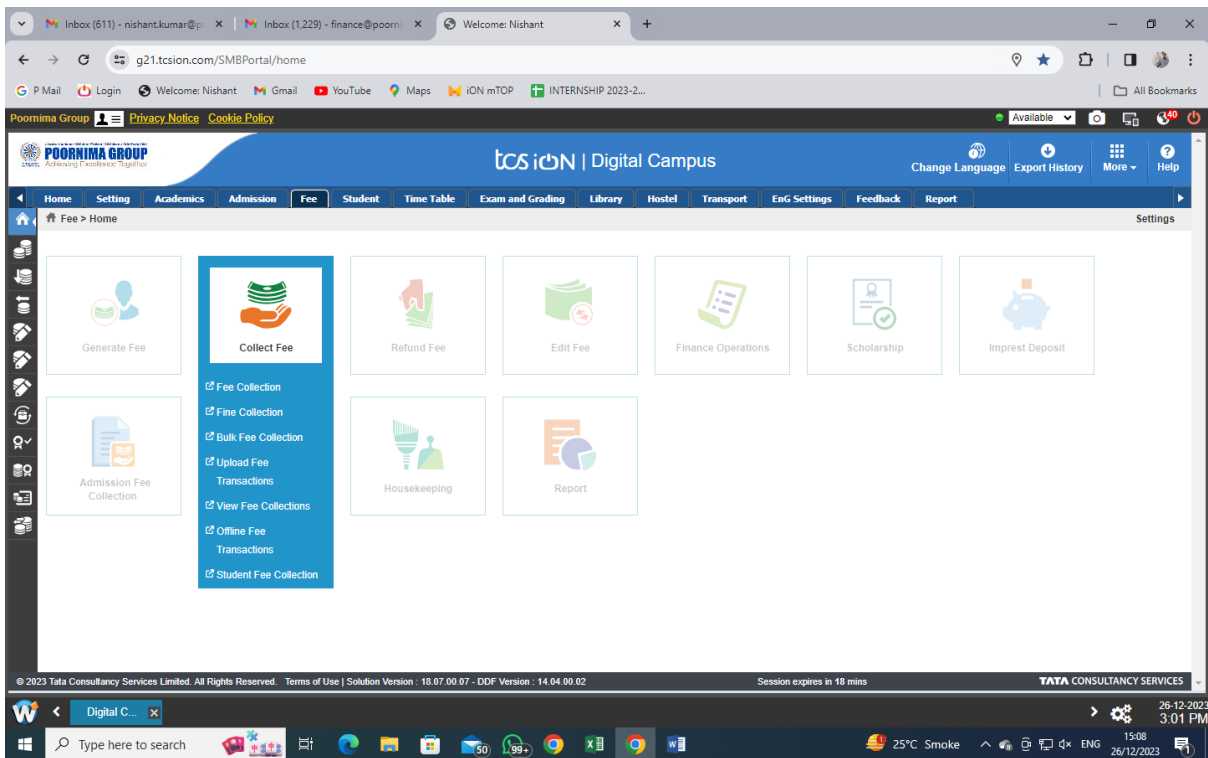 Inbox (611) - nishant.kumar@p
Inbox (1,229) - finance@poorni
Welcome: Nishant
g21.tcsion.com/SMBPortal/home
P Mail
Login
Welcome: Nishant
Gmail
YouTube
Maps
iON mTOP
INTERNSHIP 2023-2...
All Bookmarks
Poornima Group
Privacy Notice
Cookie Policy
Available
40
POORNIMA GROUP
Achieving Excellence Together
tcs iON | Digital Campus
Change Language
Export History
More
Help
Home Setting Academics Admission Fee Student Time Table Exam and Grading Library Hostel Transport EnG Settings Feedback Report
Fee > Home
Settings
Generate Fee
Collect Fee
Refund Fee
Edit Fee
Finance Operations
Scholarship
Imprest Deposit
Fee Collection
Fine Collection
Bulk Fee Collection
Upload Fee
Transactions
View Fee Collections
Offline Fee
Transactions
Student Fee Collection
Admission Fee
Collection
Housekeeping
Report
© 2023 Tata Consultancy Services Limited. All Rights Reserved. Terms of Use | Solution Version : 18.07.00.07 - DDF Version : 14.04.00.02
Session expires in 18 mins
TATA CONSULTANCY SERVICES
Digital C...
26-12-2023
3:01 PM
Type here to search
50
99+
25°C Smoke
ENG
15:08
26/12/2023
1